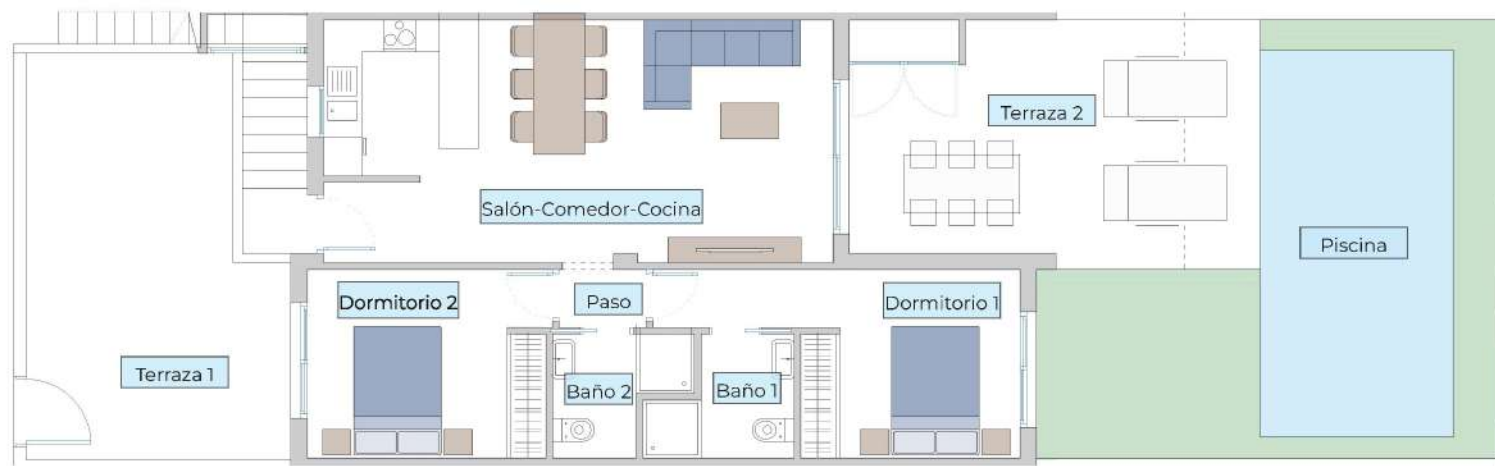 Terraza 2
Salón-Comedor-Cocina
Piscina
Dormitorio 2
Paso
Dormitorio 1
Terraza 1
Baño 2
Baño 1